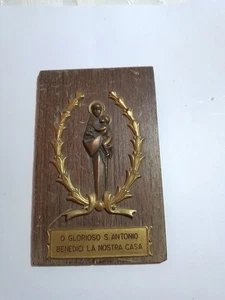 O GLORIOSO S. ANTONIO
BENEDICI LA NOSTRA CASA